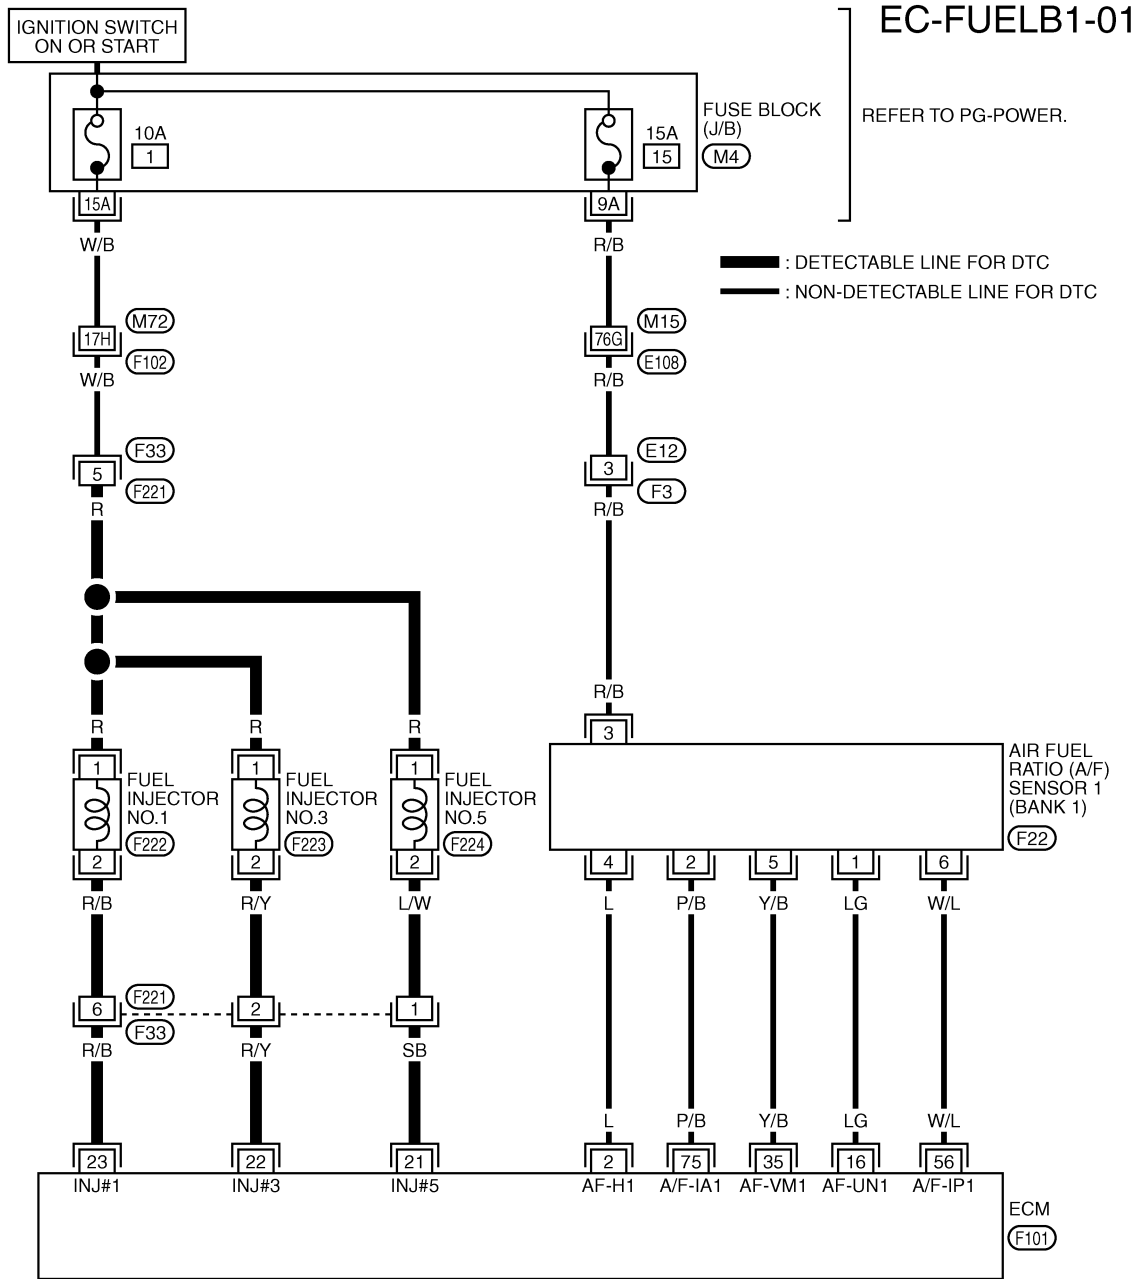 EC-FUELB1-01
IGNITION SWITCH
ON OR START
10A
1
15A
15
FUSE BLOCK
(J/B)
M4
REFER TO PG-POWER.
15A
9A
W/B
R/B
: DETECTABLE LINE FOR DTC
: NON-DETECTABLE LINE FOR DTC
M72
17H
F102
M15
76G
E108
W/B
R/B
F33
5
F221
E12
3
F3
R
R/B
R/B
R
R
R
3
1
1
1
FUEL
INJECTOR
NO.1
F222
FUEL
INJECTOR
NO.3
F223
FUEL
INJECTOR
NO.5
F224
AIR FUEL
RATIO (A/F)
SENSOR 1
(BANK 1)
F22
2
2
2
4
2
5
1
6
R/B
R/Y
L/W
L
P/B
Y/B
LG
W/L
F221
6
2
1
F33
R/B
R/Y
SB
L
P/B
Y/B
LG
W/L
23
22
21
2
75
35
16
56
INJ#1
INJ#3
INJ#5
AF-H1
A/F-IA1
AF-VM1
AF-UN1
A/F-IP1
ECM
F101